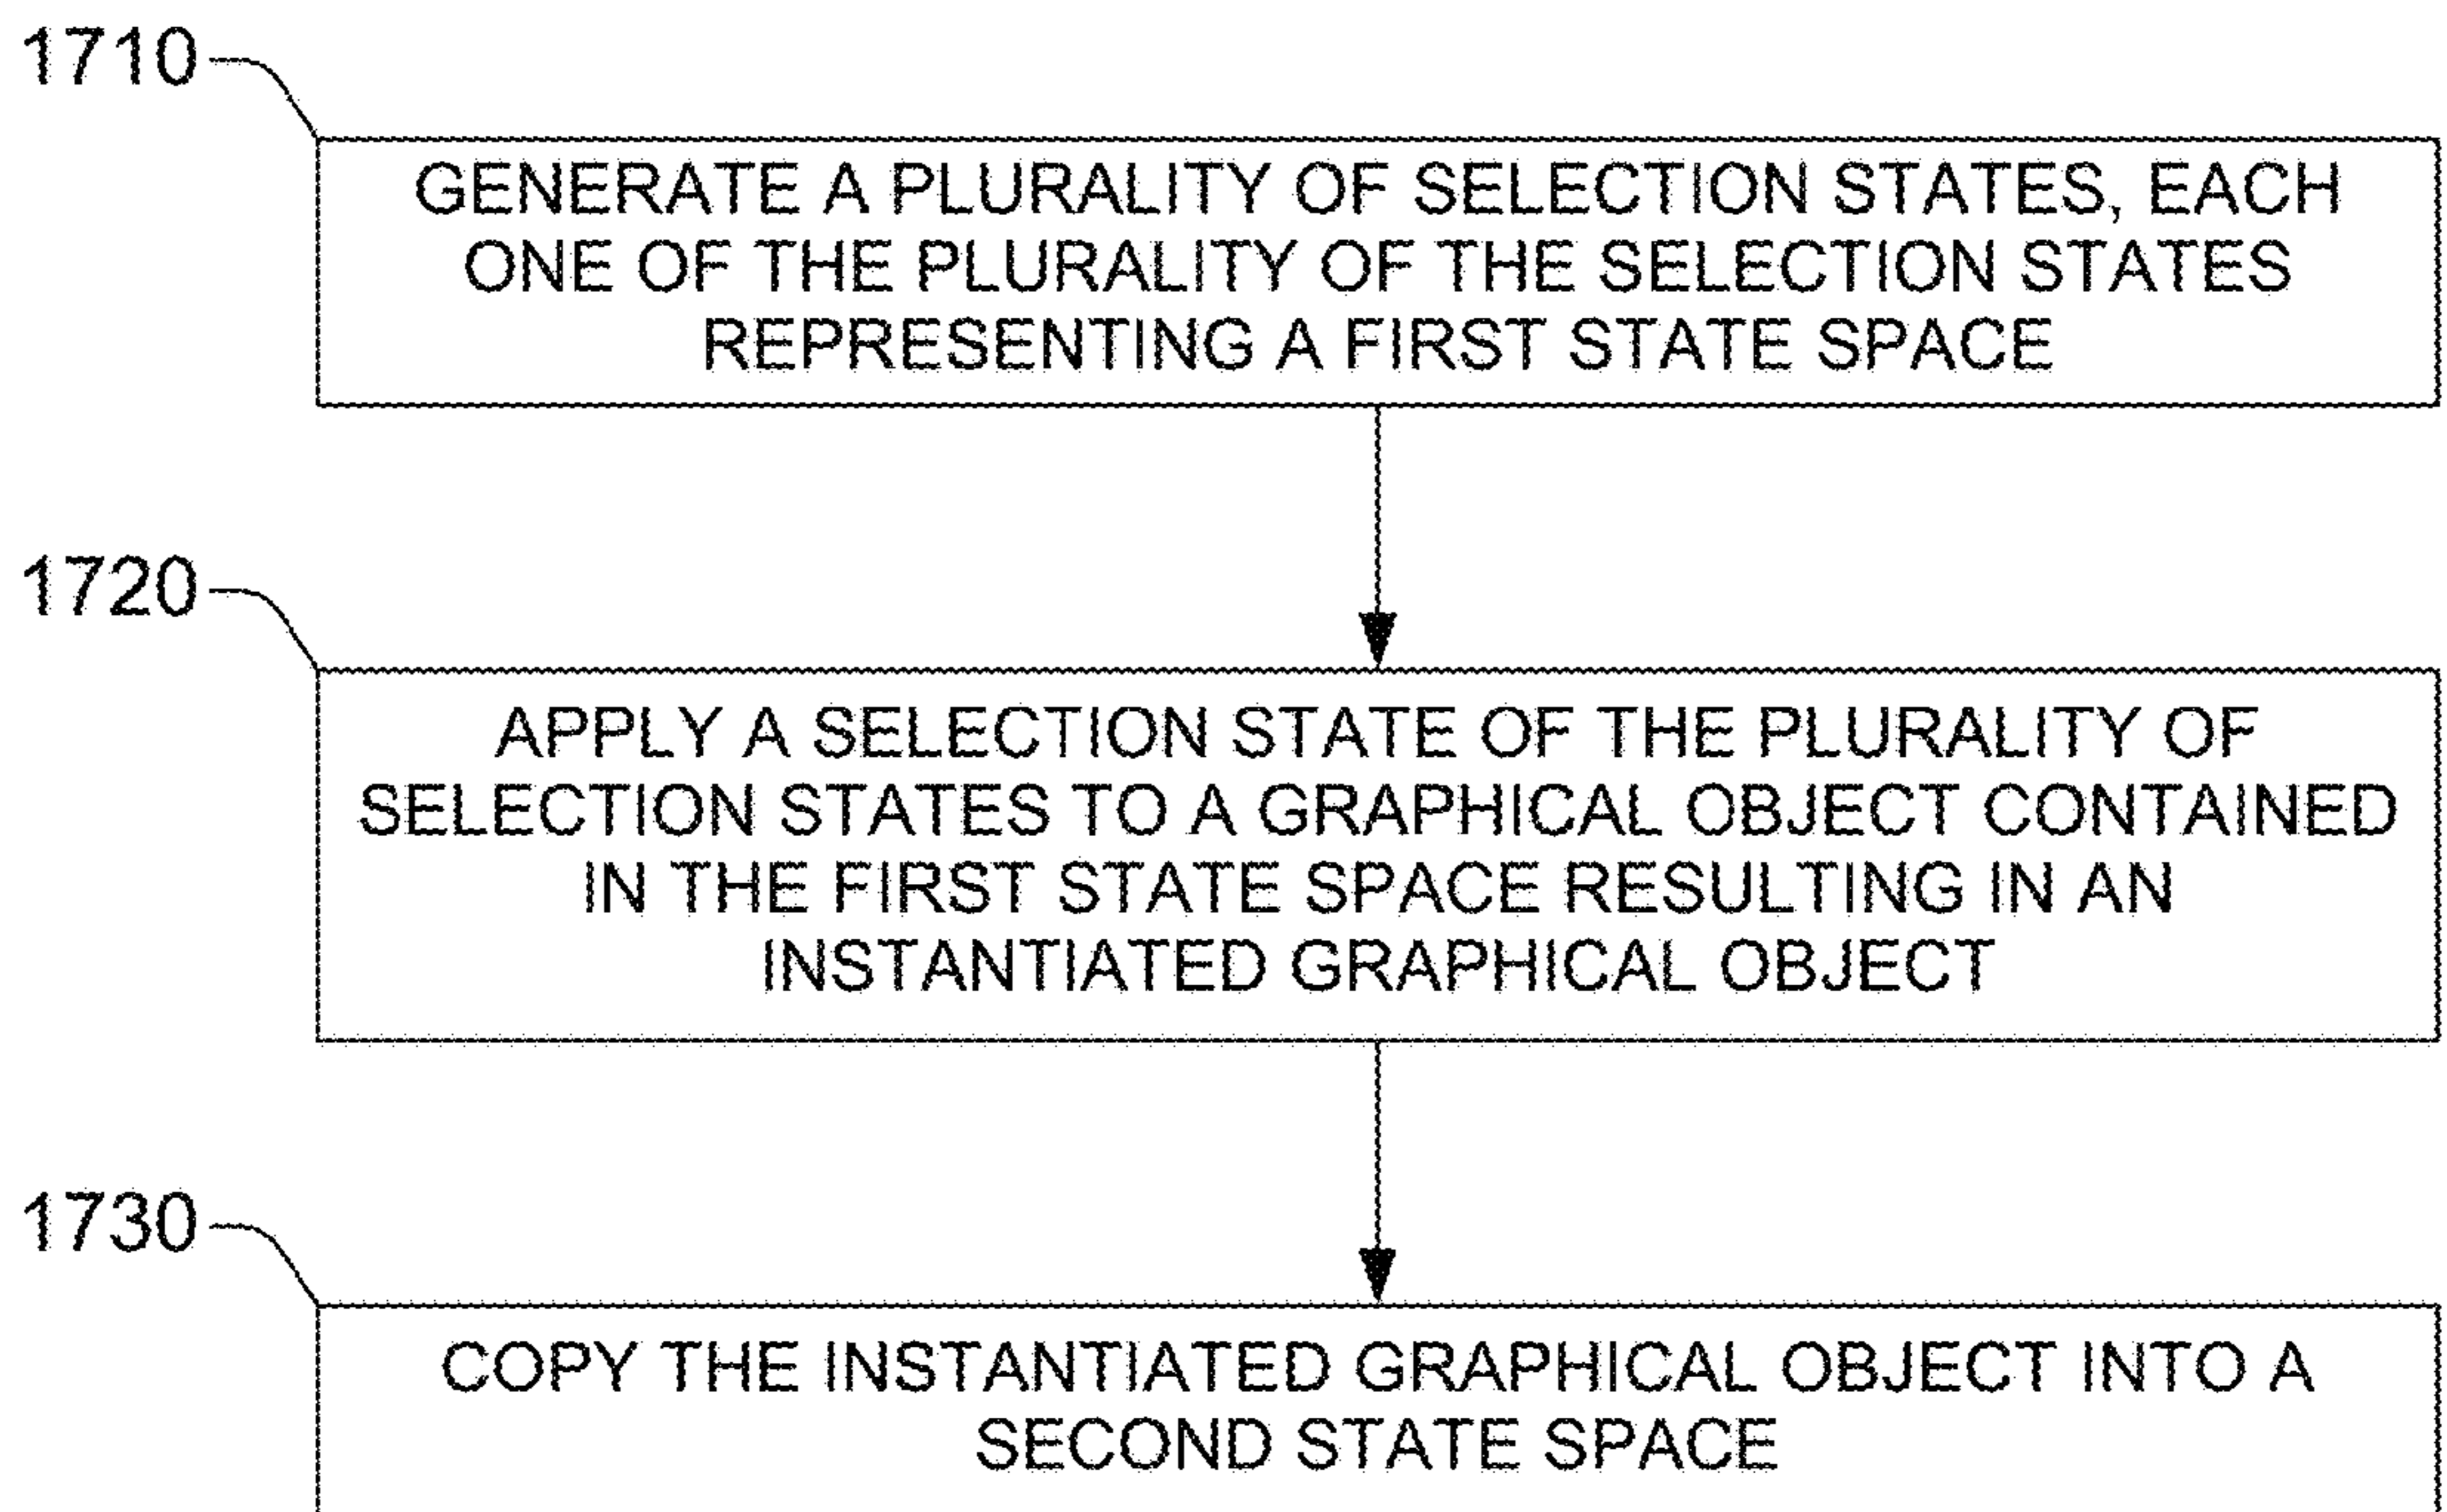 1710
GENERATE A PLURALITY OF SELECTION STATES, EACH
ONE OF THE PLURALITY OF THE SELECTION STATES
REPRESENTING A FIRST STATE SPACE
1720
APPLY A SELECTION STATE OF THE PLURALITY OF
SELECTION STATES TO A GRAPHICAL OBJECT CONTAINED
IN THE FIRST STATE SPACE RESULTING IN AN
INSTANTIATED GRAPHICAL OBJECT
1730
COPY THE INSTANTIATED GRAPHICAL OBJECT INTO A
SECOND STATE SPACE